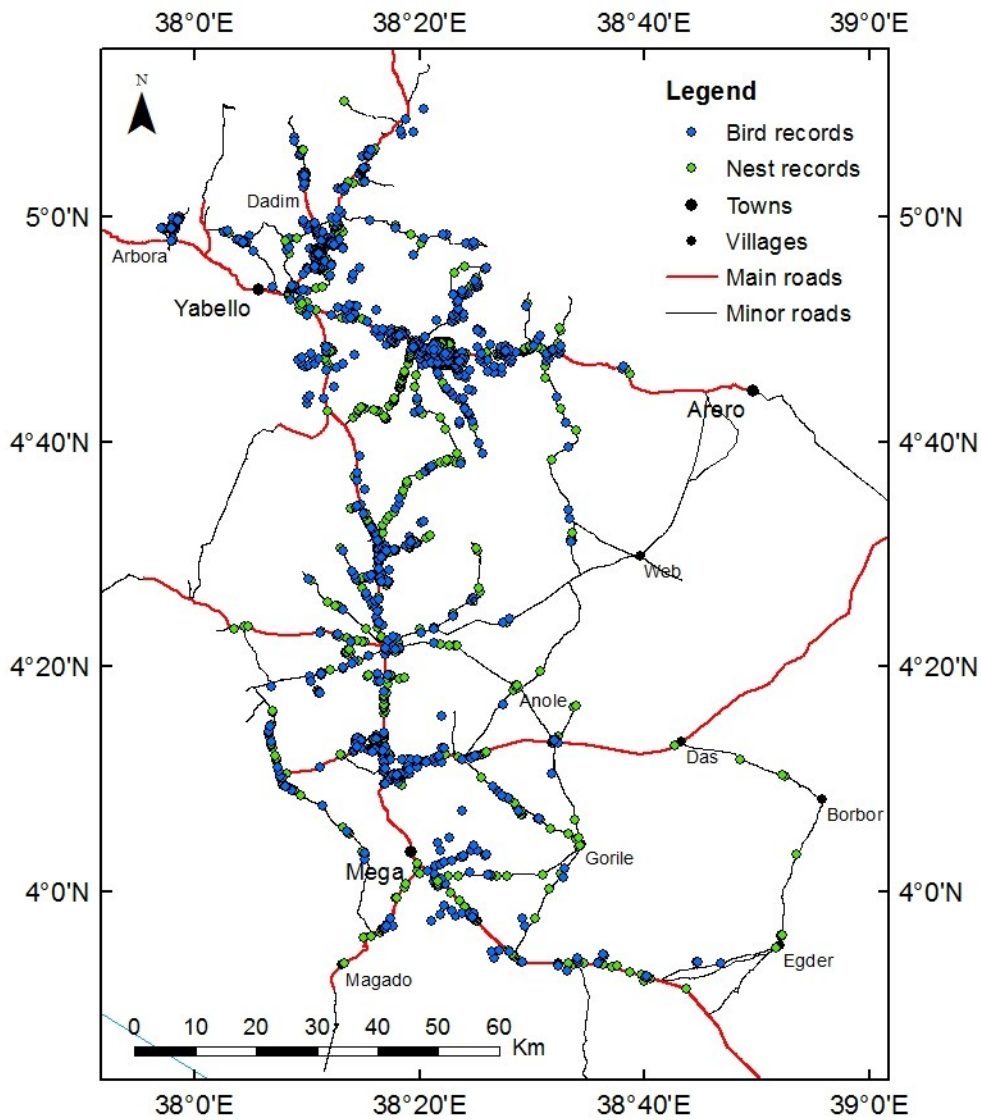 38°0'E 38°20'E 38°40'E 39°0'E
N
Legend
Bird records
Nest records
Towns
Villages
Main roads
Minor roads
Dadim
5°0'N 5°0'N
Arbora
Yabello
Arero
4°40'N 4°40'N
Web
4°20'N 4°20'N
Anole
Das
Borbor
Gorile
Mega
4°0'N 4°0'N
Egder
Magado
0 10 20 30 40 50 60
Km
38°0'E 38°20'E 38°40'E 39°0'E